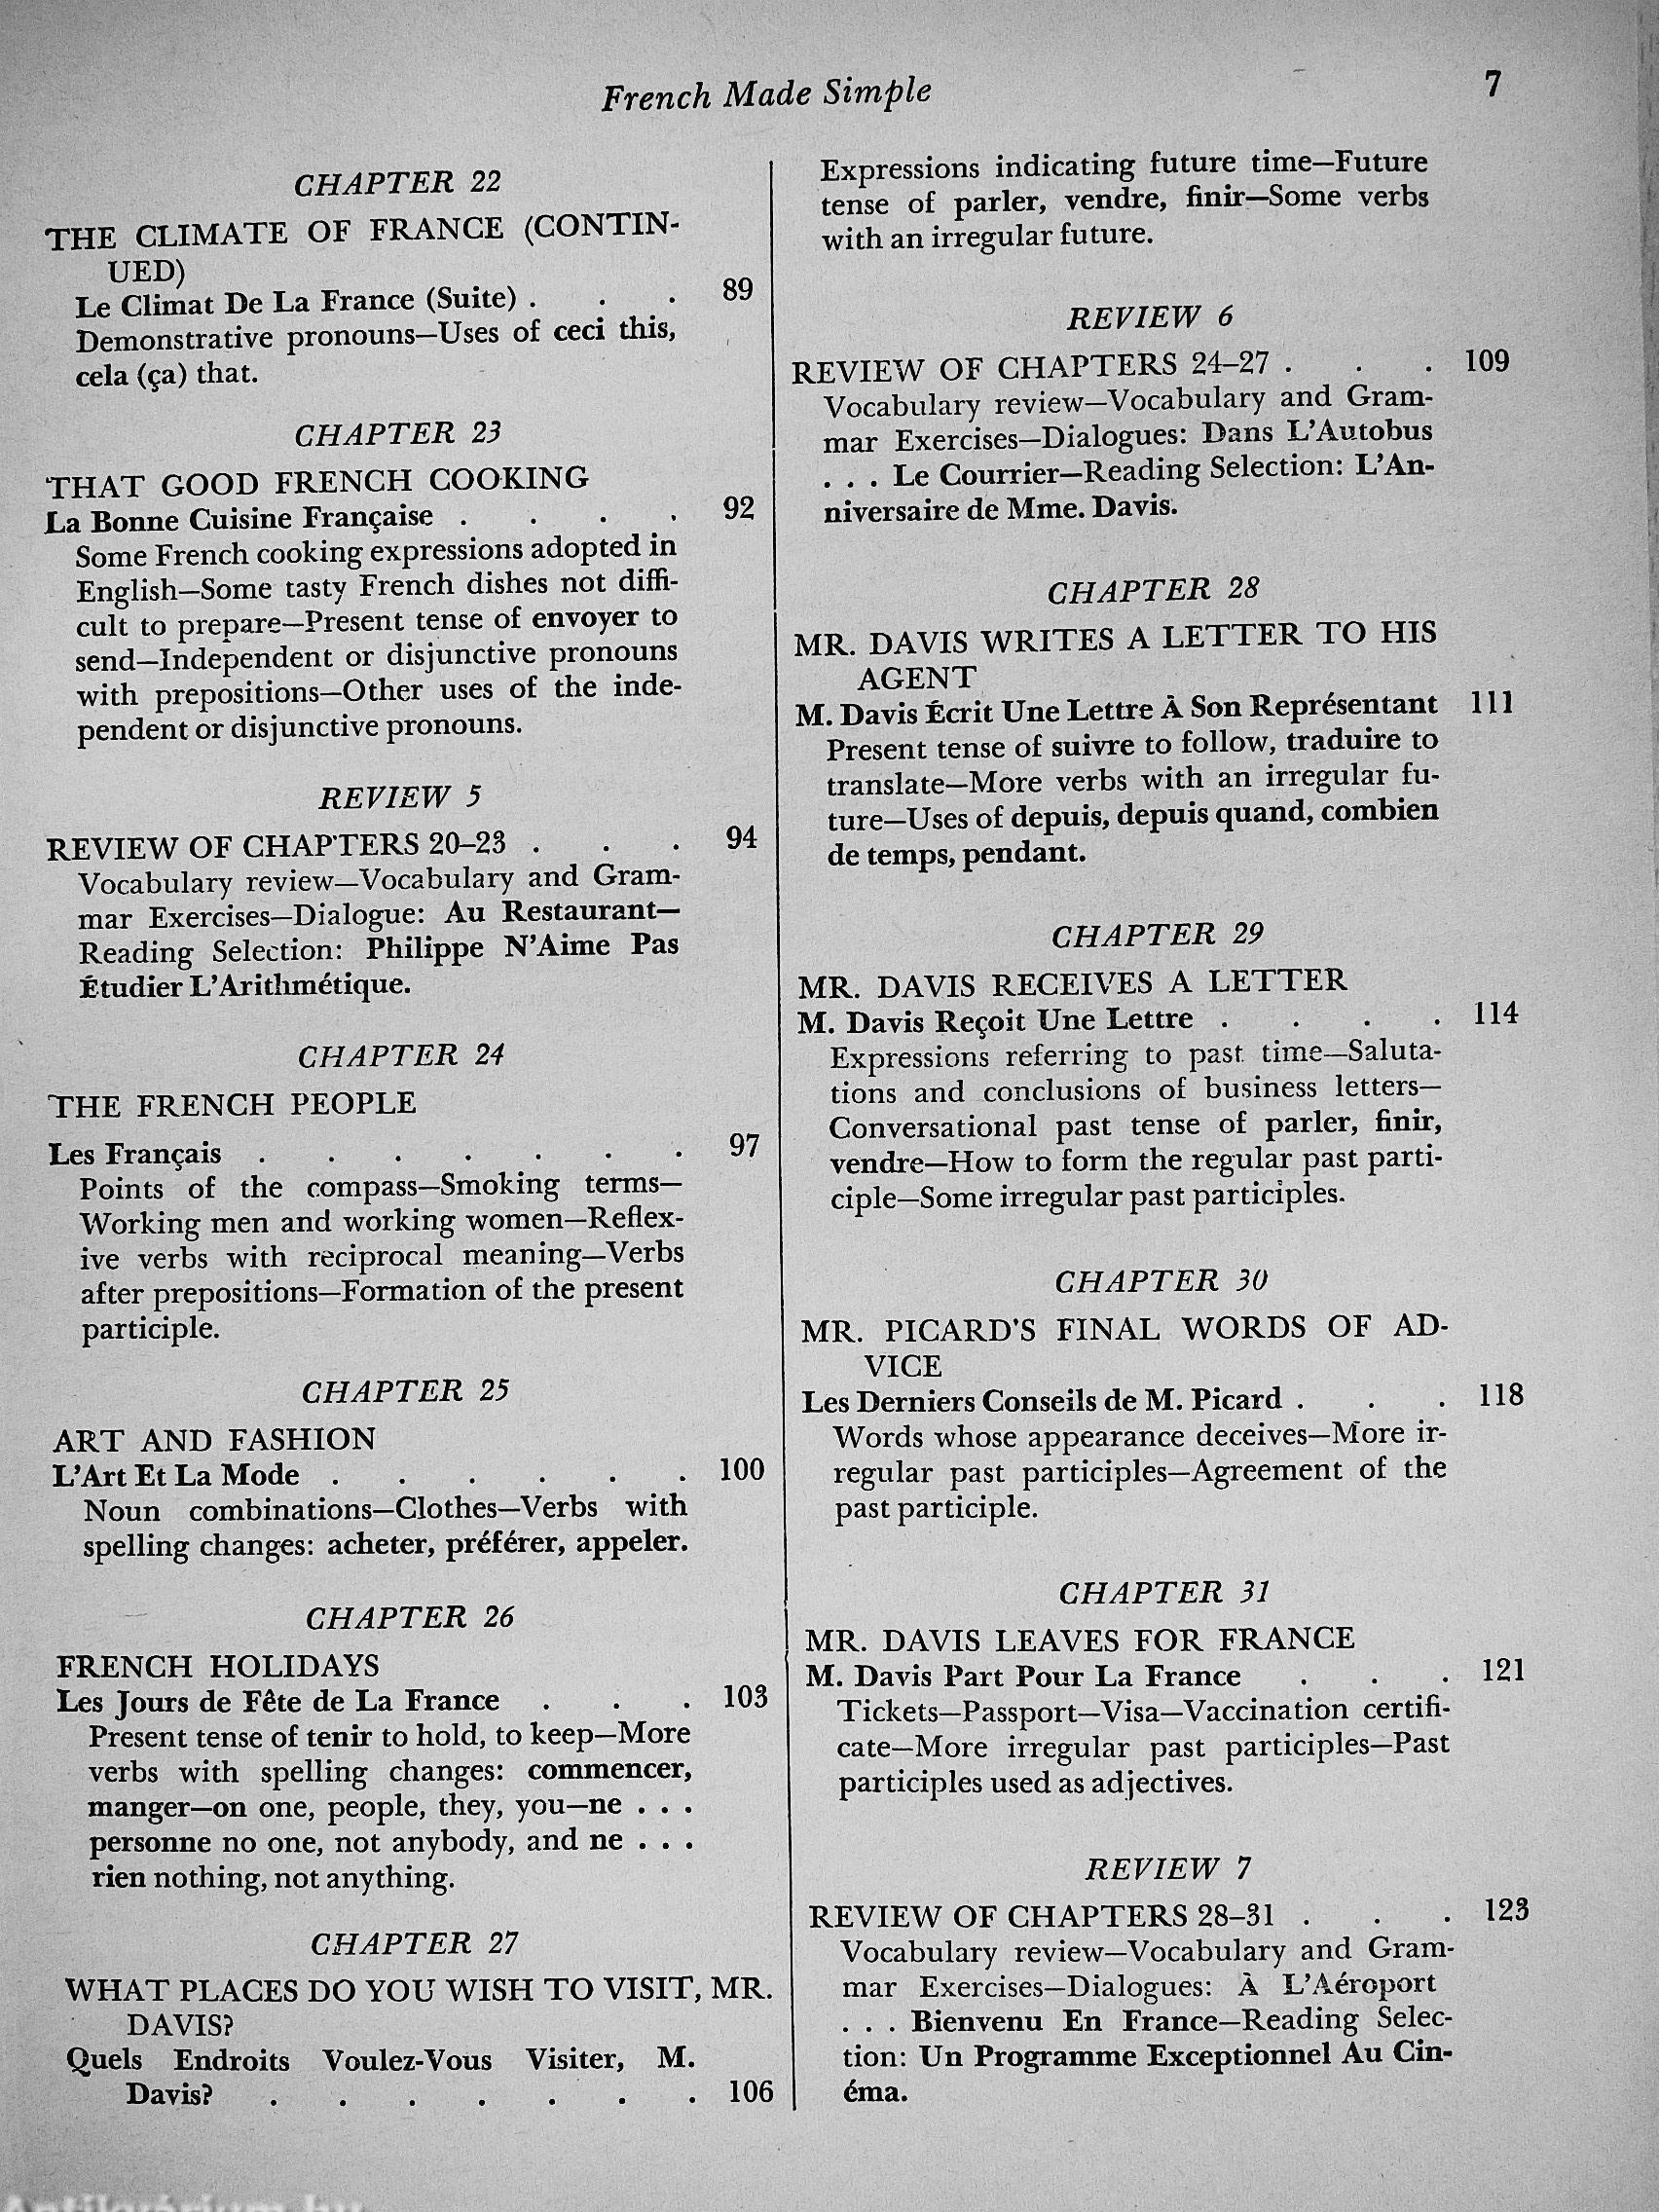 French Made Simple
7
CHAPTER 22
THE CLIMATE OF FRANCE (CONTIN-
UED)
Le Climat De La France (Suite) . . . 89
Demonstrative pronouns—Uses of ceci this,
cela (ça) that.
CHAPTER 23
THAT GOOD FRENCH COOKING
La Bonne Cuisine Française . . . . 92
Some French cooking expressions adopted in
English—Some tasty French dishes not diffi-
cult to prepare—Present tense of envoyer to
send—Independent or disjunctive pronouns
with prepositions—Other uses of the inde-
pendent or disjunctive pronouns.
REVIEW 5
REVIEW OF CHAPTERS 20–23 . . . 94
Vocabulary review—Vocabulary and Gram-
mar Exercises—Dialogue: Au Restaurant—
Reading Selection: Philippe N'Aime Pas
Étudier L'Arithmétique.
CHAPTER 24
THE FRENCH PEOPLE
Les Français . . . . . . . 97
Points of the compass—Smoking terms—
Working men and working women—Reflex-
ive verbs with reciprocal meaning—Verbs
after prepositions—Formation of the present
participle.
CHAPTER 25
ART AND FASHION
L'Art Et La Mode . . . . . . 100
Noun combinations—Clothes—Verbs with
spelling changes: acheter, préférer, appeler.
CHAPTER 26
FRENCH HOLIDAYS
Les Jours de Fête de La France . . . 103
Present tense of tenir to hold, to keep—More
verbs with spelling changes: commencer,
manger—on one, people, they, you—ne . . .
personne no one, not anybody, and ne . . .
rien nothing, not anything.
CHAPTER 27
WHAT PLACES DO YOU WISH TO VISIT, MR.
DAVIS?
Quels Endroits Voulez-Vous Visiter, M.
Davis? . . . . . . . 106
Expressions indicating future time—Future
tense of parler, vendre, finir—Some verbs
with an irregular future.
REVIEW 6
REVIEW OF CHAPTERS 24–27 . . . 109
Vocabulary review—Vocabulary and Gram-
mar Exercises—Dialogues: Dans L'Autobus
. . . Le Courrier—Reading Selection: L'An-
niversaire de Mme. Davis.
CHAPTER 28
MR. DAVIS WRITES A LETTER TO HIS
AGENT
M. Davis Écrit Une Lettre À Son Représentant 111
Present tense of suivre to follow, traduire to
translate—More verbs with an irregular fu-
ture—Uses of depuis, depuis quand, combien
de temps, pendant.
CHAPTER 29
MR. DAVIS RECEIVES A LETTER
M. Davis Reçoit Une Lettre . . . . 114
Expressions referring to past time—Saluta-
tions and conclusions of business letters—
Conversational past tense of parler, finir,
vendre—How to form the regular past parti-
ciple—Some irregular past participles.
CHAPTER 30
MR. PICARD'S FINAL WORDS OF AD-
VICE
Les Derniers Conseils de M. Picard . . . 118
Words whose appearance deceives—More ir-
regular past participles—Agreement of the
past participle.
CHAPTER 31
MR. DAVIS LEAVES FOR FRANCE
M. Davis Part Pour La France . . . 121
Tickets—Passport—Visa—Vaccination certifi-
cate—More irregular past participles—Past
participles used as adjectives.
REVIEW 7
REVIEW OF CHAPTERS 28–31 . . . 123
Vocabulary review—Vocabulary and Gram-
mar Exercises—Dialogues: À L'Aéroport
. . . Bienvenu En France—Reading Selec-
tion: Un Programme Exceptionnel Au Cin-
éma.